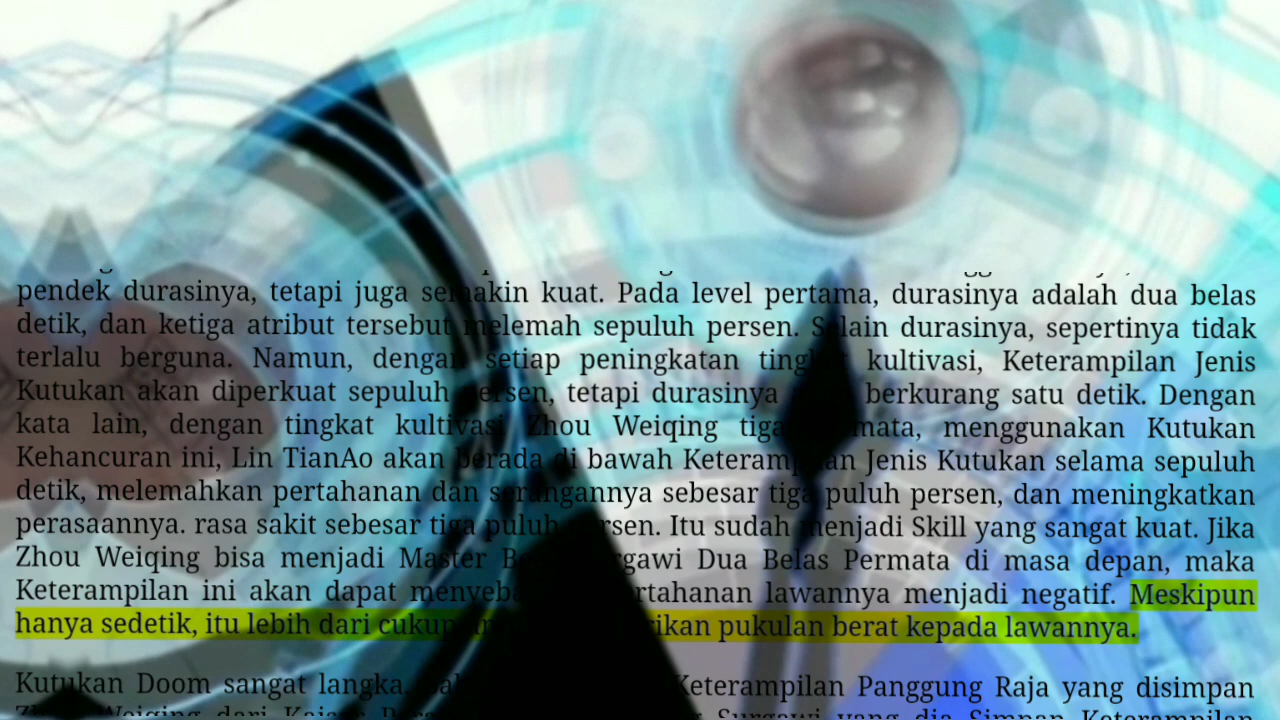 pendek durasinya, tetapi juga semakin kuat. Pada level pertama, durasinya adalah dua belas
detik, dan ketiga atribut tersebut melemah sepuluh persen. Selain durasinya, sepertinya tidak
terlalu berguna. Namun, dengan setiap peningkatan tingkat kultivasi, Keterampilan Jenis
Kutukan akan diperkuat sepuluh persen, tetapi durasinya berkurang satu detik. Dengan
kata lain, dengan tingkat kultivasi Zhou Weiqing tiga permata, menggunakan Kutukan
Kehancuran ini, Lin TianAo akan berada di bawah Keterampilan Jenis Kutukan selama sepuluh
detik, melemahkan pertahanan dan serangannya sebesar tiga puluh persen, dan meningkatkan
perasaannya. rasa sakit sebesar tiga puluh persen. Itu sudah menjadi Skill yang sangat kuat. Jika
Zhou Weiqing bisa menjadi Master Surgawi Dua Belas Permata di masa depan, maka
Keterampilan ini akan dapat pertahanan lawannya menjadi negatif. Meskipun
hanya sedetik, itu lebih dari cukup pukulan berat kepada lawannya.
Kutukan Doom sangat langka. Keterampilan Panggung Raja yang disimpan
Weiqing dari Surgawi yang dia Simpan Keterampilan